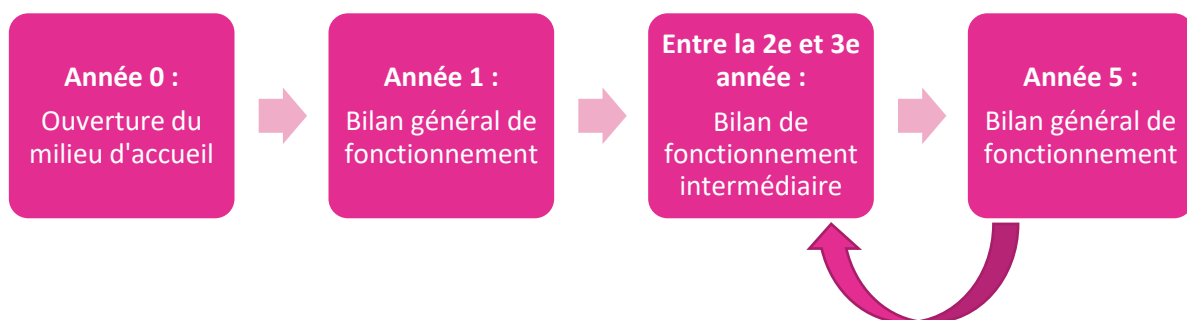 Année 0 :
Ouverture du
milieu d'accueil
Année 1 :
Bilan général de
fonctionnement
Entre la 2e et 3e
année :
Bilan de
fonctionnement
intermédiaire
Année 5 :
Bilan général de
fonctionnement